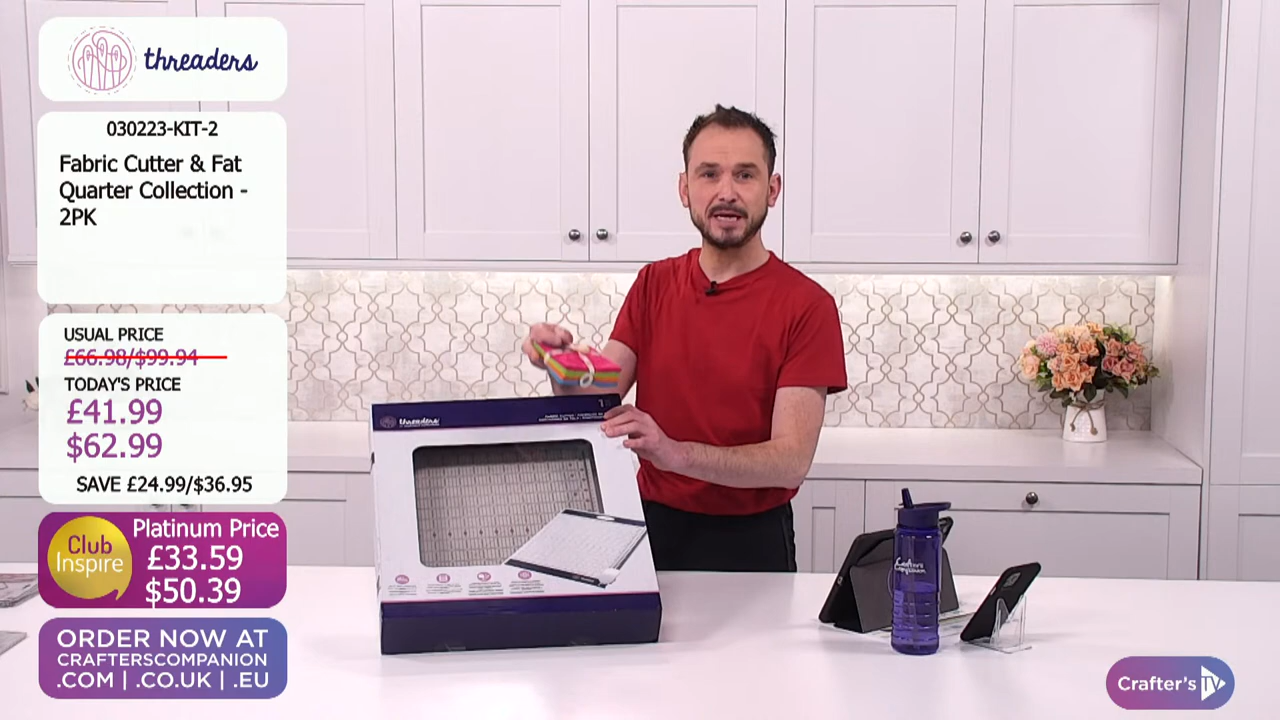 threaders
030223-KIT-2
Fabric Cutter & Fat
Quarter Collection -
2PK
USUAL PRICE
£66.98/$99.94
TODAY'S PRICE
£41.99
$62.99
SAVE £24.99/$36.95
Club
Inspire
Platinum Price
£33.59
$50.39
ORDER NOW AT
CRAFTERSCOMPANION
.COM | .CO.UK | .EU
threaders
Crafter's
Companion
Crafter's TV